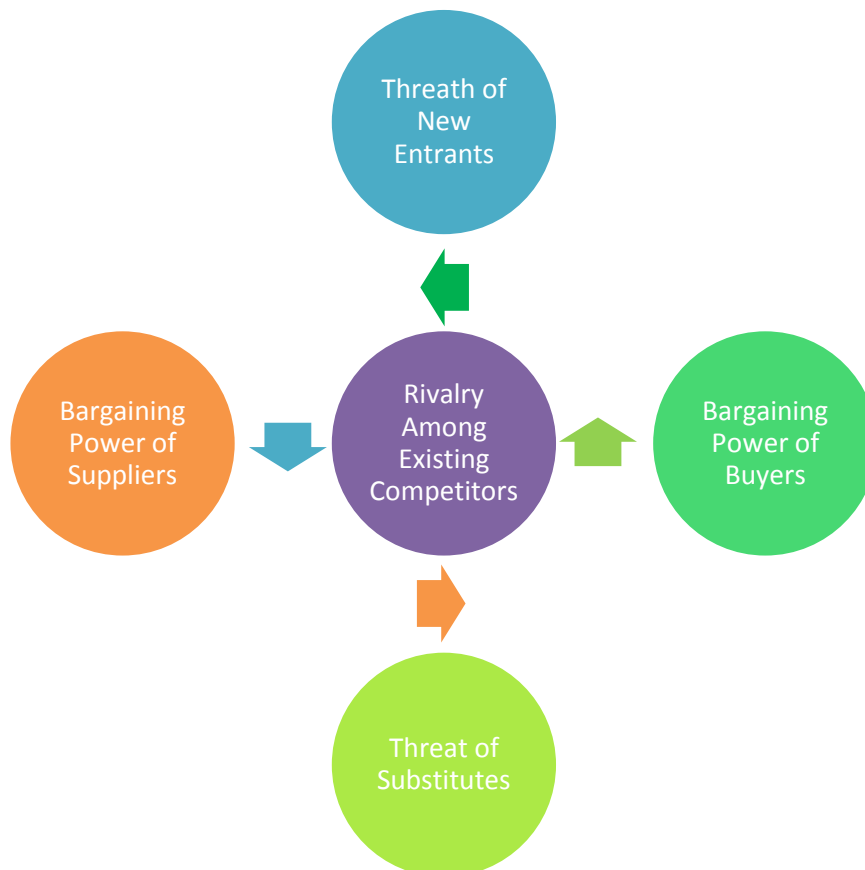 Threath of
New
Entrants
Bargaining
Power of
Suppliers
Rivalry
Among
Existing
Competitors
Bargaining
Power of
Buyers
Threat of
Substitutes